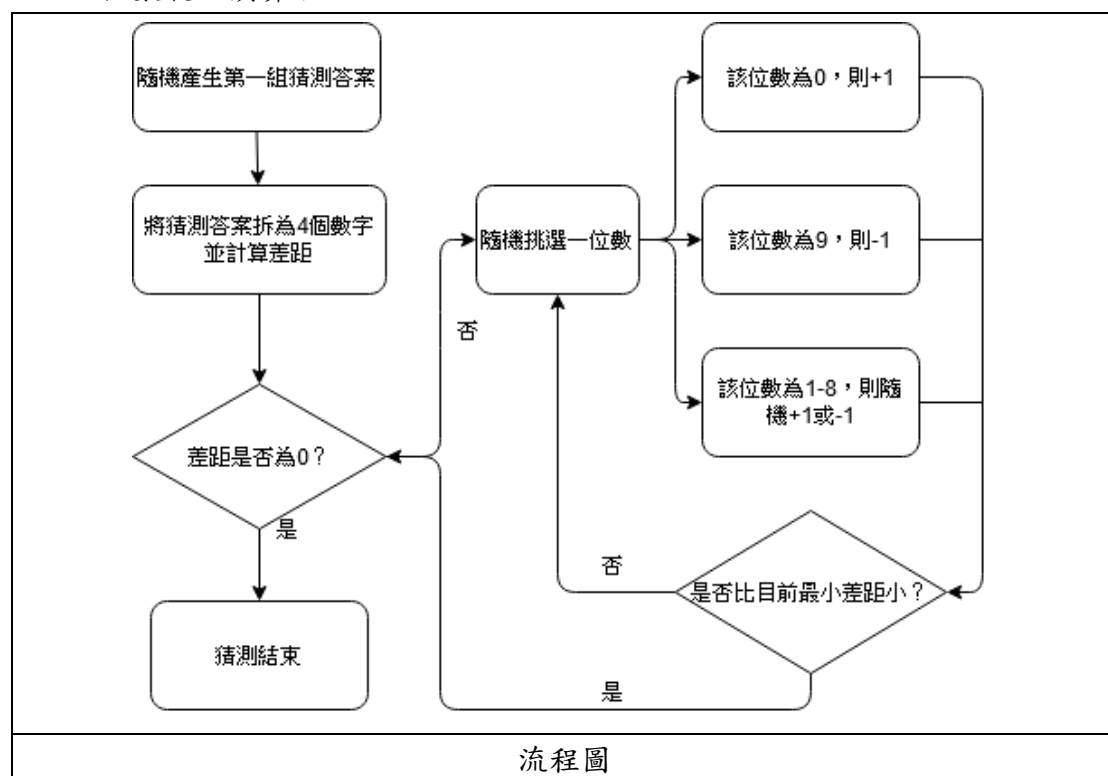 隨機產生第一組猜測答案
將猜測答案拆為4個數字
並計算差距
差距是否為0？
是
猜測結束
否
隨機挑選一位數
該位數為0，則+1
該位數為9，則-1
該位數為1-8，則隨
機+1或-1
是否比目前最小差距小？
否
是
流程圖